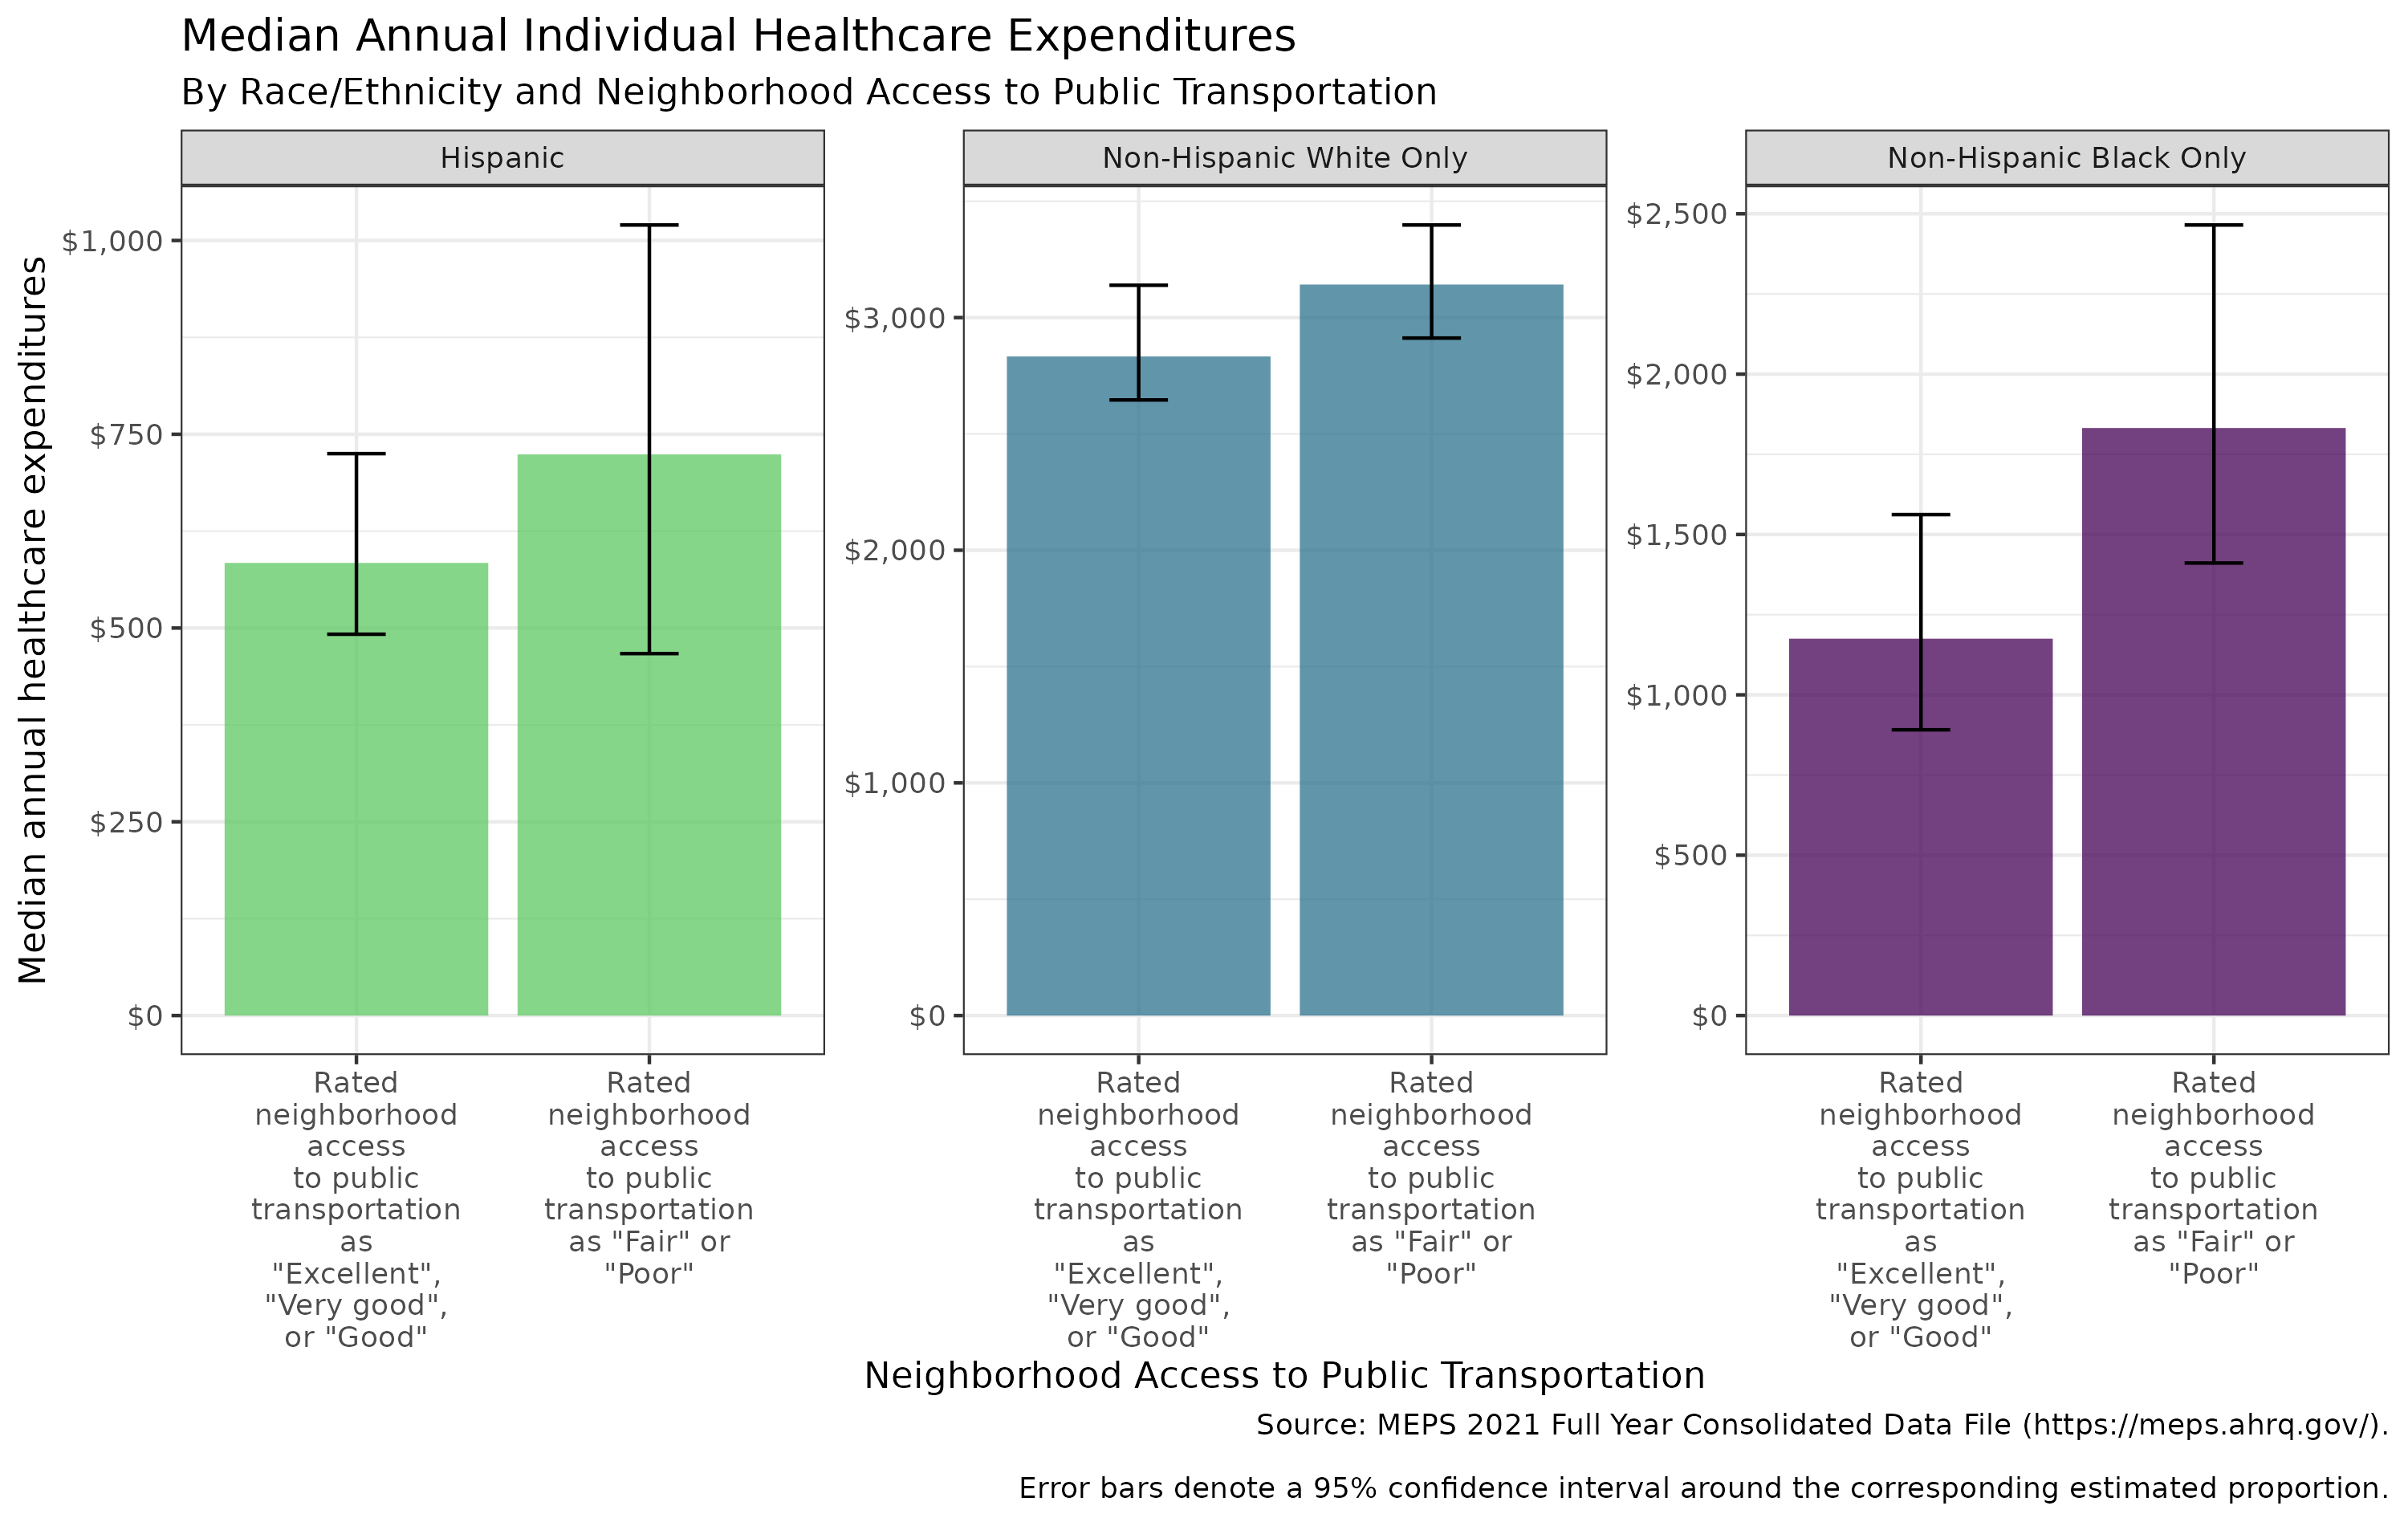 Median Annual Individual Healthcare Expenditures
By Race/Ethnicity and Neighborhood Access to Public Transportation
Median annual healthcare expenditures
Hispanic
$1,000
$750
$500
$250
$0
Rated
neighborhood
access
to public
transportation
as
"Excellent",
"Very good",
or "Good"
Rated
neighborhood
access
to public
transportation
as "Fair" or
"Poor"
Non-Hispanic White Only
$3,000
$2,000
$1,000
$0
Rated
neighborhood
access
to public
transportation
as
"Excellent",
"Very good",
or "Good"
Rated
neighborhood
access
to public
transportation
as "Fair" or
"Poor"
Non-Hispanic Black Only
$2,500
$2,000
$1,500
$1,000
$500
$0
Rated
neighborhood
access
to public
transportation
as
"Excellent",
"Very good",
or "Good"
Rated
neighborhood
access
to public
transportation
as "Fair" or
"Poor"
Neighborhood Access to Public Transportation
Source: MEPS 2021 Full Year Consolidated Data File (https://meps.ahrq.gov/).
Error bars denote a 95% confidence interval around the corresponding estimated proportion.